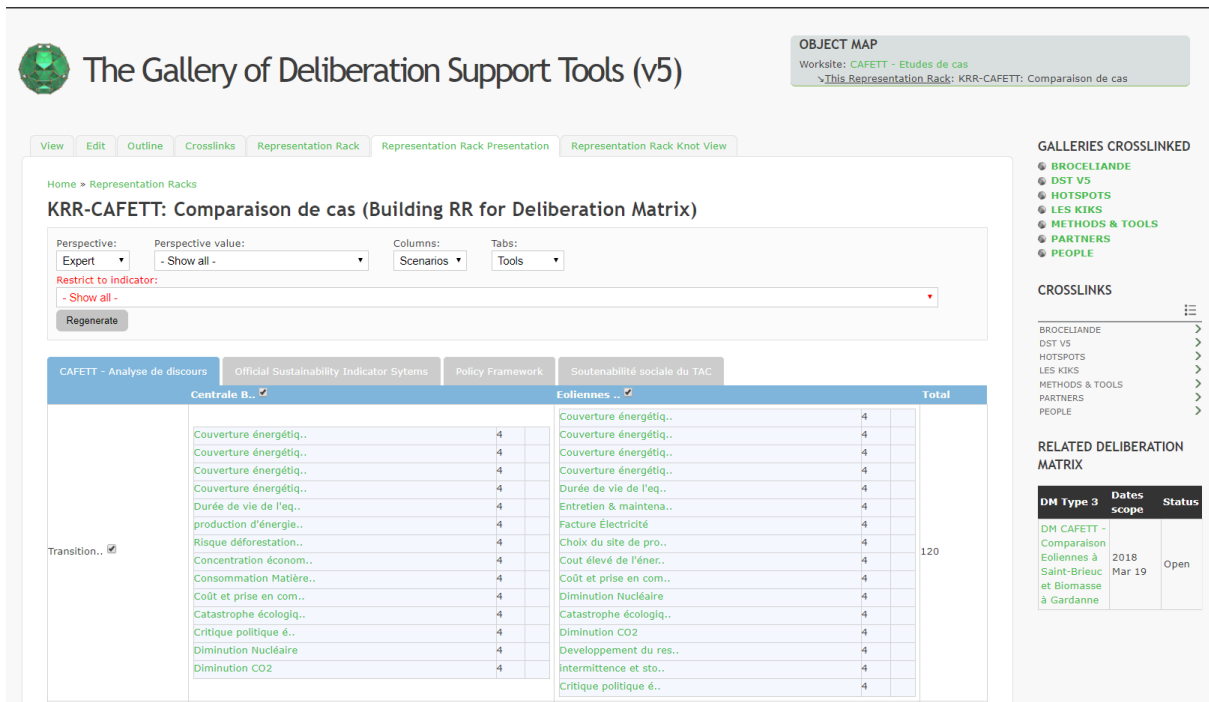 The Gallery of Deliberation Support Tools (v5)
OBJECT MAP
Worksite: CAFETT - Etudes de cas
↘This Representation Rack: KRR-CAFETT: Comparaison de cas
View Edit Outline Crosslinks Representation Rack Representation Rack Presentation Representation Rack Knot View
Home » Representation Racks
KRR-CAFETT: Comparaison de cas (Building RR for Deliberation Matrix)
Perspective: Perspective value: Columns: Tabs:
Expert - Show all - Scenarios Tools
Restrict to indicator:
- Show all -
Regenerate
CAFETT - Analyse de discours Official Sustainability Indicator Sytems Policy Framework Soutenabilité sociale du TAC
Centrale B.. Eoliennes .. Total
Transition..
Couverture énergétiq.. 4
Couverture énergétiq.. 4
Couverture énergétiq.. 4
Couverture énergétiq.. 4
Durée de vie de l'eq.. 4
production d'énergie.. 4
Risque déforestation.. 4
Concentration économ.. 4
Consommation Matière.. 4
Coût et prise en com.. 4
Catastrophe écologiq.. 4
Critique politique é.. 4
Diminution Nucléaire 4
Diminution CO2 4
Couverture énergétiq.. 4
Couverture énergétiq.. 4
Couverture énergétiq.. 4
Couverture énergétiq.. 4
Durée de vie de l'eq.. 4
Entretien & maintena.. 4
Facture Électricité 4
Choix du site de pro.. 4
Cout élevé de l'éner.. 4
Coût et prise en com.. 4
Diminution Nucléaire 4
Catastrophe écologiq.. 4
Diminution CO2 4
Developpement du res.. 4
intermittence et sto.. 4
Critique politique é.. 4
120
GALLERIES CROSSLINKED
BROCELIANDE
DST V5
HOTSPOTS
LES KIKS
METHODS & TOOLS
PARTNERS
PEOPLE
CROSSLINKS
BROCELIANDE
DST V5
HOTSPOTS
LES KIKS
METHODS & TOOLS
PARTNERS
PEOPLE
RELATED DELIBERATION
MATRIX
DM Type 3 Dates scope Status
DM CAFETT -
Comparaison
Eoliennes à
Saint-Brieuc
et Biomasse
à Gardanne
2018
Mar 19
Open